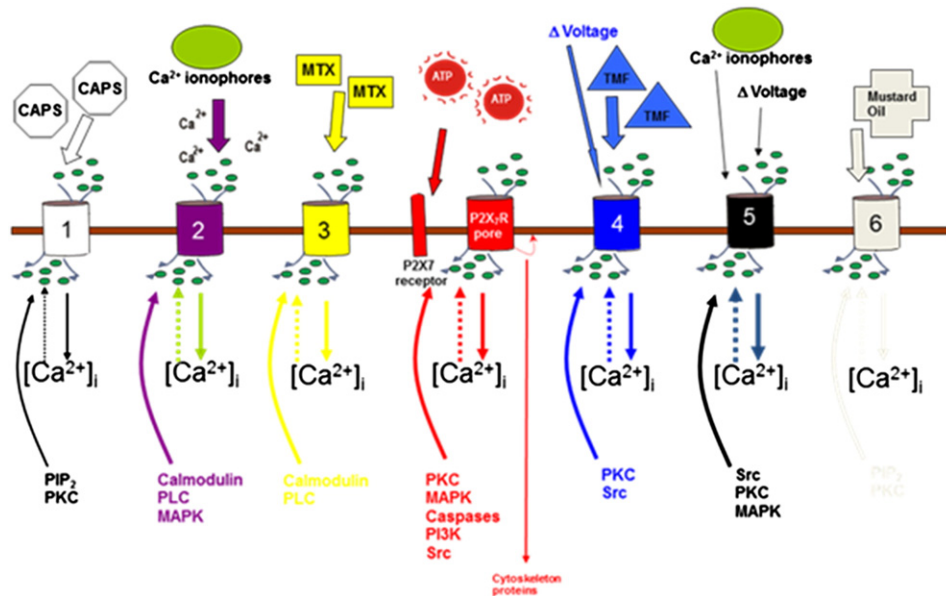 CAPS
CAPS
Ca2+ ionophores
Ca2+
Ca2+
Ca2+
MTX
MTX
ATP
ATP
Δ Voltage
TMF
TMF
Ca2+ ionophores
Δ Voltage
Mustard
Oil
1
2
3
P2X7R
pore
4
5
6
P2X7
receptor
[Ca2+]i
[Ca2+]i
[Ca2+]i
[Ca2+]i
[Ca2+]i
[Ca2+]i
[Ca2+]i
PIP2
PKC
Calmodulin
PLC
MAPK
Calmodulin
PLC
PKC
MAPK
Caspases
PI3K
Src
PKC
Src
Src
PKC
MAPK
PIP2
PKC
Cytoskeleton
proteins